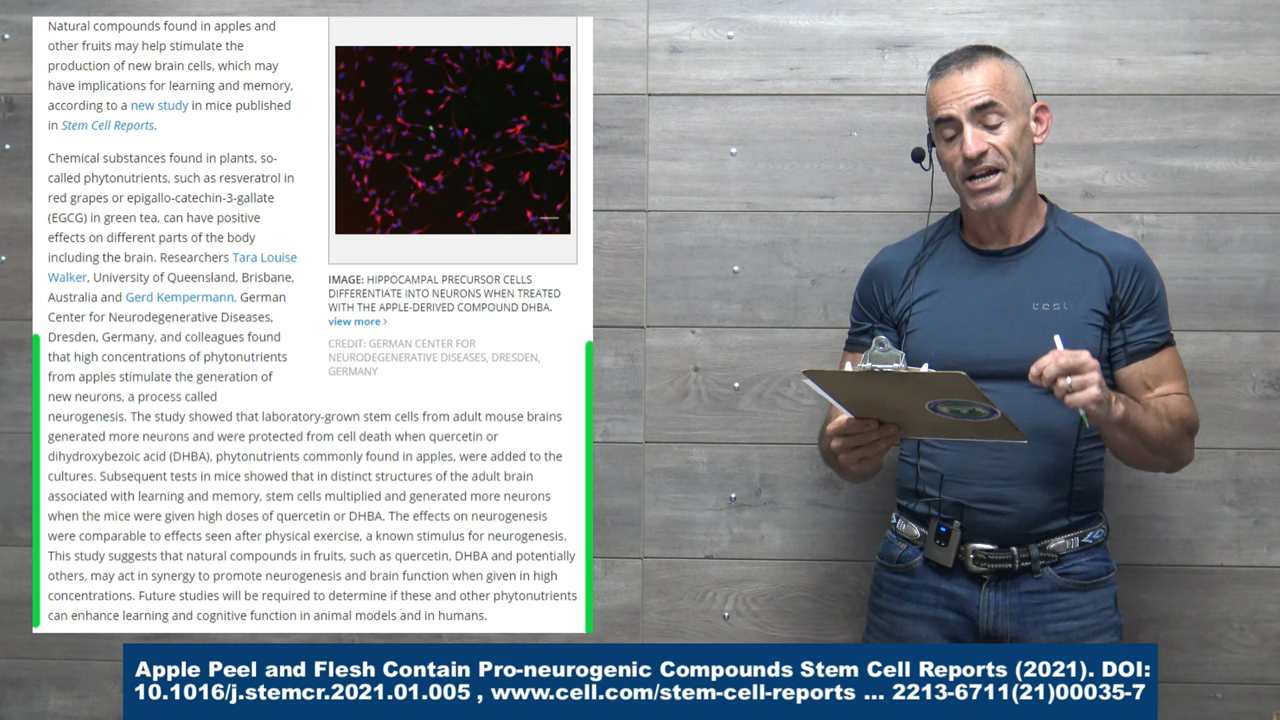 Natural compounds found in apples and
other fruits may help stimulate the
production of new brain cells, which may
have implications for learning and memory,
according to a new study in mice published
in Stem Cell Reports.
Chemical substances found in plants, so-
called phytonutrients, such as resveratrol in
red grapes or epigallo-catechin-3-gallate
(EGCG) in green tea, can have positive
effects on different parts of the body
including the brain. Researchers Tara Louise
Walker, University of Queensland, Brisbane,
Australia and Gerd Kempermann, German
Center for Neurodegenerative Diseases,
Dresden, Germany, and colleagues found
that high concentrations of phytonutrients
from apples stimulate the generation of
new neurons, a process called
neurogenesis. The study showed that laboratory-grown stem cells from adult mouse brains
generated more neurons and were protected from cell death when quercetin or
dihydroxybezoic acid (DHBA), phytonutrients commonly found in apples, were added to the
cultures. Subsequent tests in mice showed that in distinct structures of the adult brain
associated with learning and memory, stem cells multiplied and generated more neurons
when the mice were given high doses of quercetin or DHBA. The effects on neurogenesis
were comparable to effects seen after physical exercise, a known stimulus for neurogenesis.
This study suggests that natural compounds in fruits, such as quercetin, DHBA and potentially
others, may act in synergy to promote neurogenesis and brain function when given in high
concentrations. Future studies will be required to determine if these and other phytonutrients
can enhance learning and cognitive function in animal models and in humans.
IMAGE: HIPPOCAMPAL PRECURSOR CELLS
DIFFERENTIATE INTO NEURONS WHEN TREATED
WITH THE APPLE-DERIVED COMPOUND DHBA.
view more >
CREDIT: GERMAN CENTER FOR
NEURODEGENERATIVE DISEASES, DRESDEN,
GERMANY
Apple Peel and Flesh Contain Pro-neurogenic Compounds Stem Cell Reports (2021). DOI:
10.1016/j.stemcr.2021.01.005 , www.cell.com/stem-cell-reports ... 2213-6711(21)00035-7